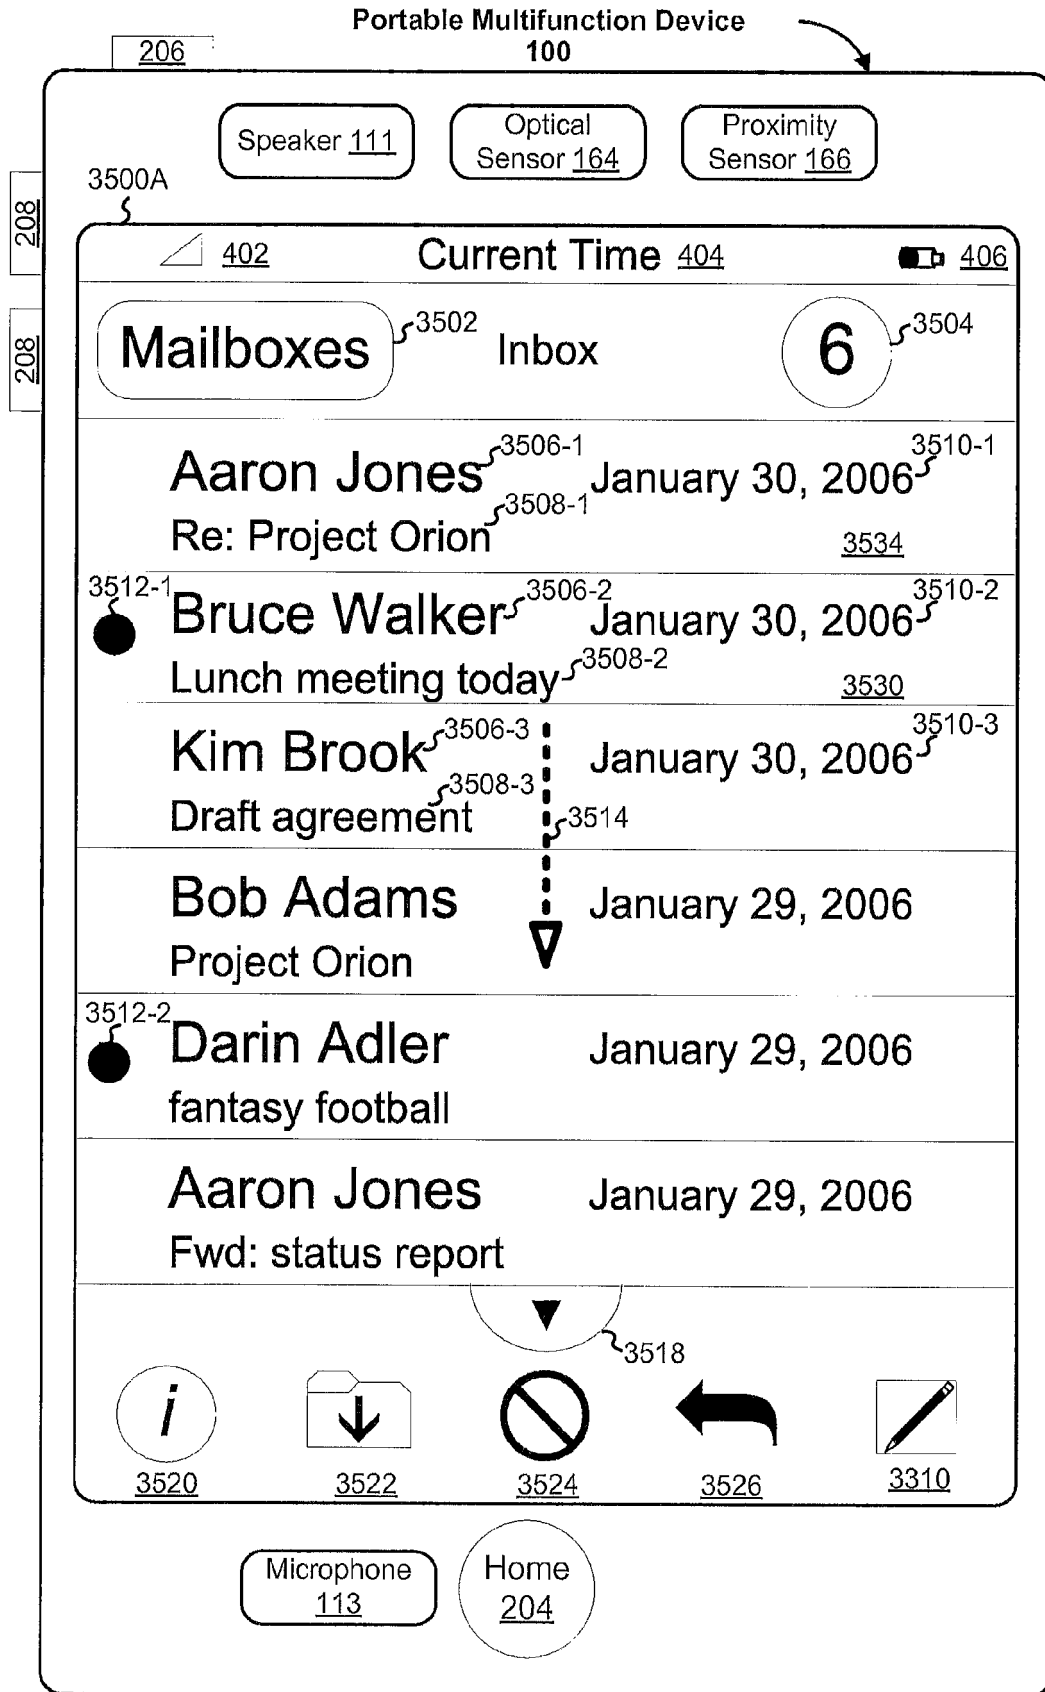 Portable Multifunction Device
100
206
Speaker 111
Optical
Sensor 164
Proximity
Sensor 166
3500A
208
402
Current Time 404
406
208
Mailboxes
3502
Inbox
6
3504
Aaron Jones
3506-1
January 30, 2006
3510-1
Re: Project Orion
3508-1
3534
3512-1
Bruce Walker
3506-2
January 30, 2006
3510-2
Lunch meeting today
3508-2
3530
Kim Brook
3506-3
January 30, 2006
3510-3
Draft agreement
3508-3
3514
Bob Adams
January 29, 2006
Project Orion
3512-2
Darin Adler
January 29, 2006
fantasy football
Aaron Jones
January 29, 2006
Fwd: status report
3518
i
3520
3522
3524
3526
3310
Microphone
113
Home
204